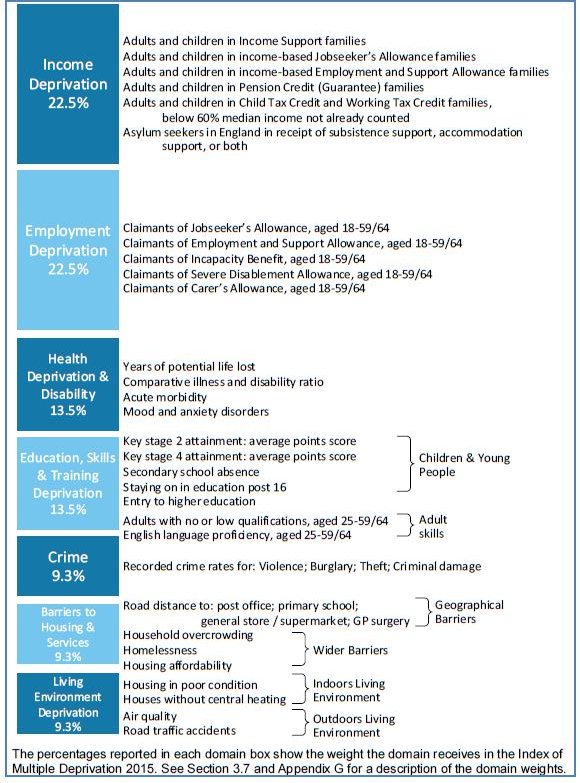 Income
Deprivation
22.5%
Adults and children in Income Support families
Adults and children in income-based Jobseeker's Allowance families
Adults and children in income-based Employment and Support Allowance families
Adults and children in Pension Credit (Guarantee) families
Adults and children in Child Tax Credit and Working Tax Credit families,
below 60% median income not already counted
Asylum seekers in England in receipt of subsistence support, accommodation
support, or both
Employment
Deprivation
22.5%
Claimants of Jobseeker's Allowance, aged 18-59/64
Claimants of Employment and Support Allowance, aged 18-59/64
Claimants of Incapacity Benefit, aged 18-59/64
Claimants of Severe Disablement Allowance, aged 18-59/64
Claimants of Carer's Allowance, aged 18-59/64
Health
Deprivation &
Disability
13.5%
Years of potential life lost
Comparative illness and disability ratio
Acute morbidity
Mood and anxiety disorders
Education, Skills
& Training
Deprivation
13.5%
Key stage 2 attainment: average points score
Key stage 4 attainment: average points score
Secondary school absence
Staying on in education post 16
Entry to higher education
Children & Young
People
Adults with no or low qualifications, aged 25-59/64
English language proficiency, aged 25-59/64
Adult
skills
Crime
9.3%
Recorded crime rates for: Violence; Burglary; Theft; Criminal damage
Barriers to
Housing &
Services
9.3%
Road distance to: post office; primary school;
general store / supermarket; GP surgery
Geographical
Barriers
Household overcrowding
Homelessness
Housing affordability
Wider Barriers
Living
Environment
Deprivation
9.3%
Housing in poor condition
Houses without central heating
Indoors Living
Environment
Air quality
Road traffic accidents
Outdoors Living
Environment
The percentages reported in each domain box show the weight the domain receives in the Index of
Multiple Deprivation 2015. See Section 3.7 and Appendix G for a description of the domain weights.